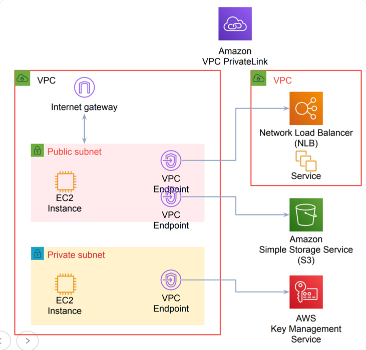 Amazon
VPC PrivateLink
VPC
Internet gateway
Public subnet
EC2
Instance
VPC
Endpoint
VPC
Endpoint
Private subnet
EC2
Instance
VPC
Endpoint
VPC
Network Load Balancer
(NLB)
Service
Amazon
Simple Storage Service
(S3)
AWS
Key Management
Service